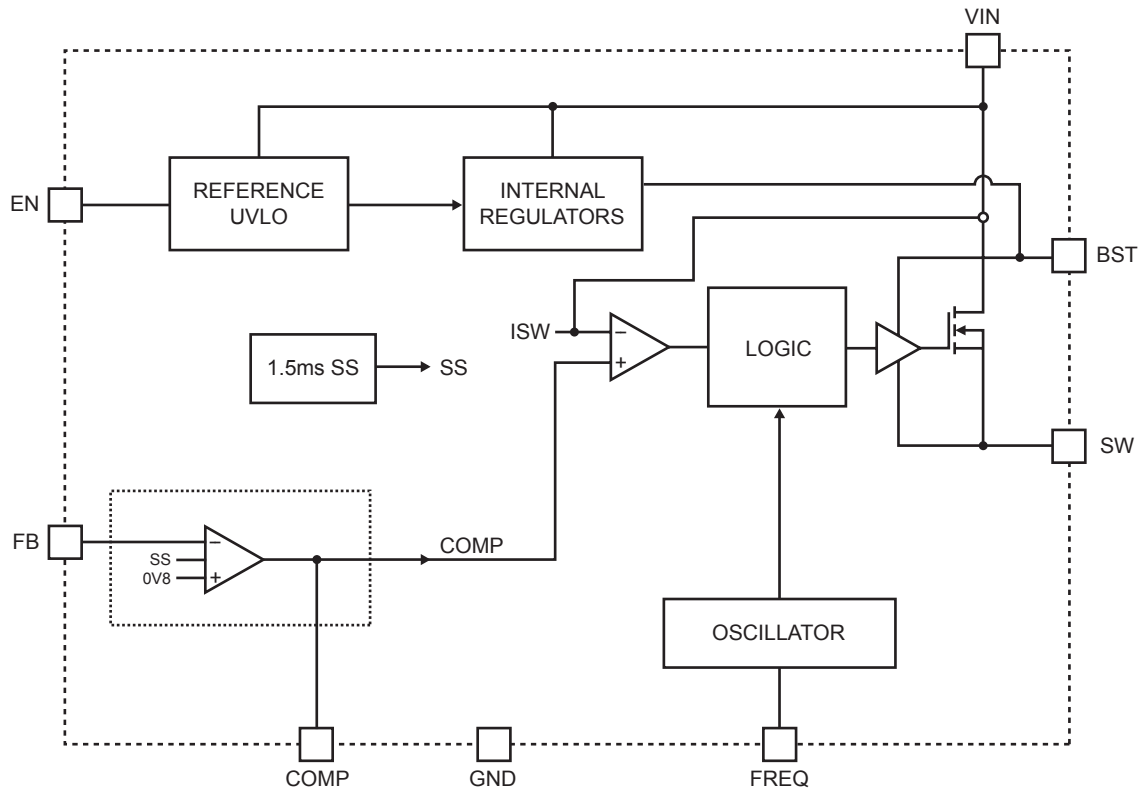 VIN
EN
REFERENCE
UVLO
INTERNAL
REGULATORS
BST
ISW
−
+
LOGIC
1.5ms SS
SS
SW
FB
−
SS
0V8
+
COMP
OSCILLATOR
COMP
GND
FREQ